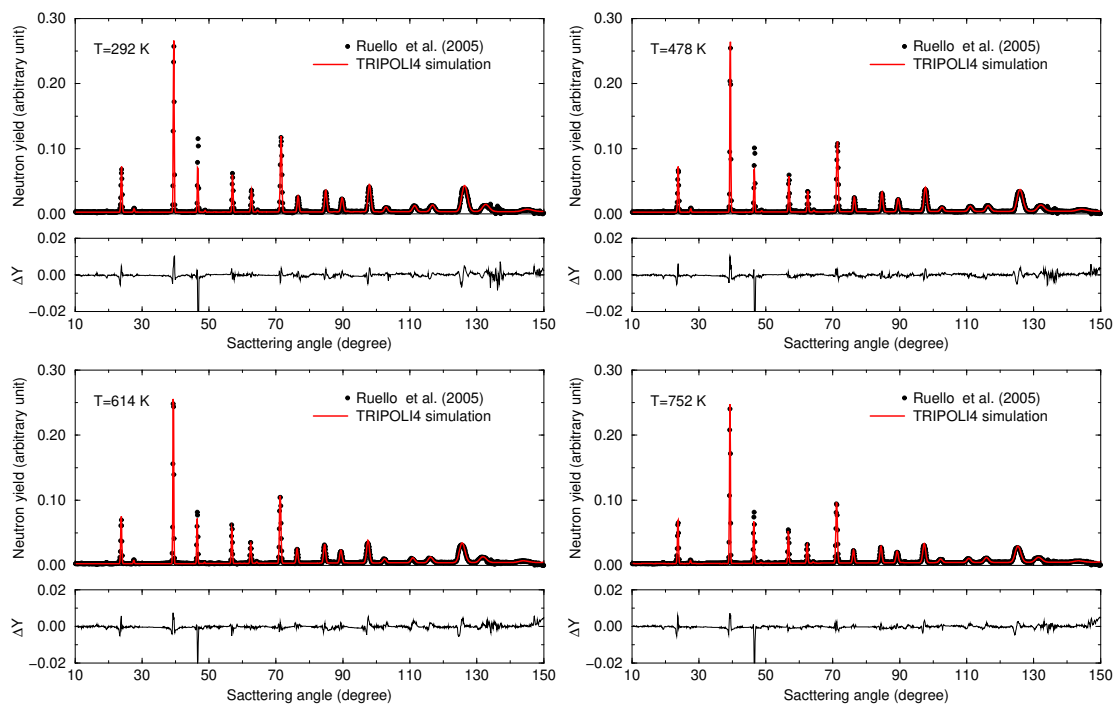 0.30
T=292 K
Ruello et al. (2005)
TRIPOLI4 simulation
0.20
0.10
0.00
Neutron yield (arbitrary unit)
0.02
0.00
−0.02
ΔY
10 30 50 70 90 110 130 150
Sacttering angle (degree)
0.30
T=478 K
Ruello et al. (2005)
TRIPOLI4 simulation
0.20
0.10
0.00
Neutron yield (arbitrary unit)
0.02
0.00
−0.02
ΔY
10 30 50 70 90 110 130 150
Sacttering angle (degree)
0.30
T=614 K
Ruello et al. (2005)
TRIPOLI4 simulation
0.20
0.10
0.00
Neutron yield (arbitrary unit)
0.02
0.00
−0.02
ΔY
10 30 50 70 90 110 130 150
Sacttering angle (degree)
0.30
T=752 K
Ruello et al. (2005)
TRIPOLI4 simulation
0.20
0.10
0.00
Neutron yield (arbitrary unit)
0.02
0.00
−0.02
ΔY
10 30 50 70 90 110 130 150
Sacttering angle (degree)